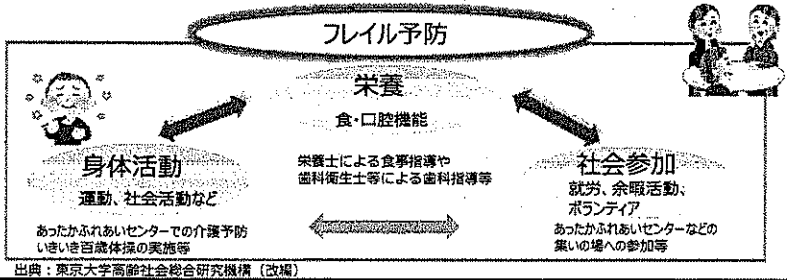 フレイル予防
栄養
食・口腔機能
栄養士による食事指導や
歯科衛生士等による歯科指導等
身体活動
運動、社会活動など
あったかふれあいセンターでの介護予防
いきいき百歳体操の実施等
社会参加
就労、余暇活動、
ボランティア
あったかふれあいセンターなどの
集いの場への参加等
出典：東京大学高齢社会総合研究機構（改編）